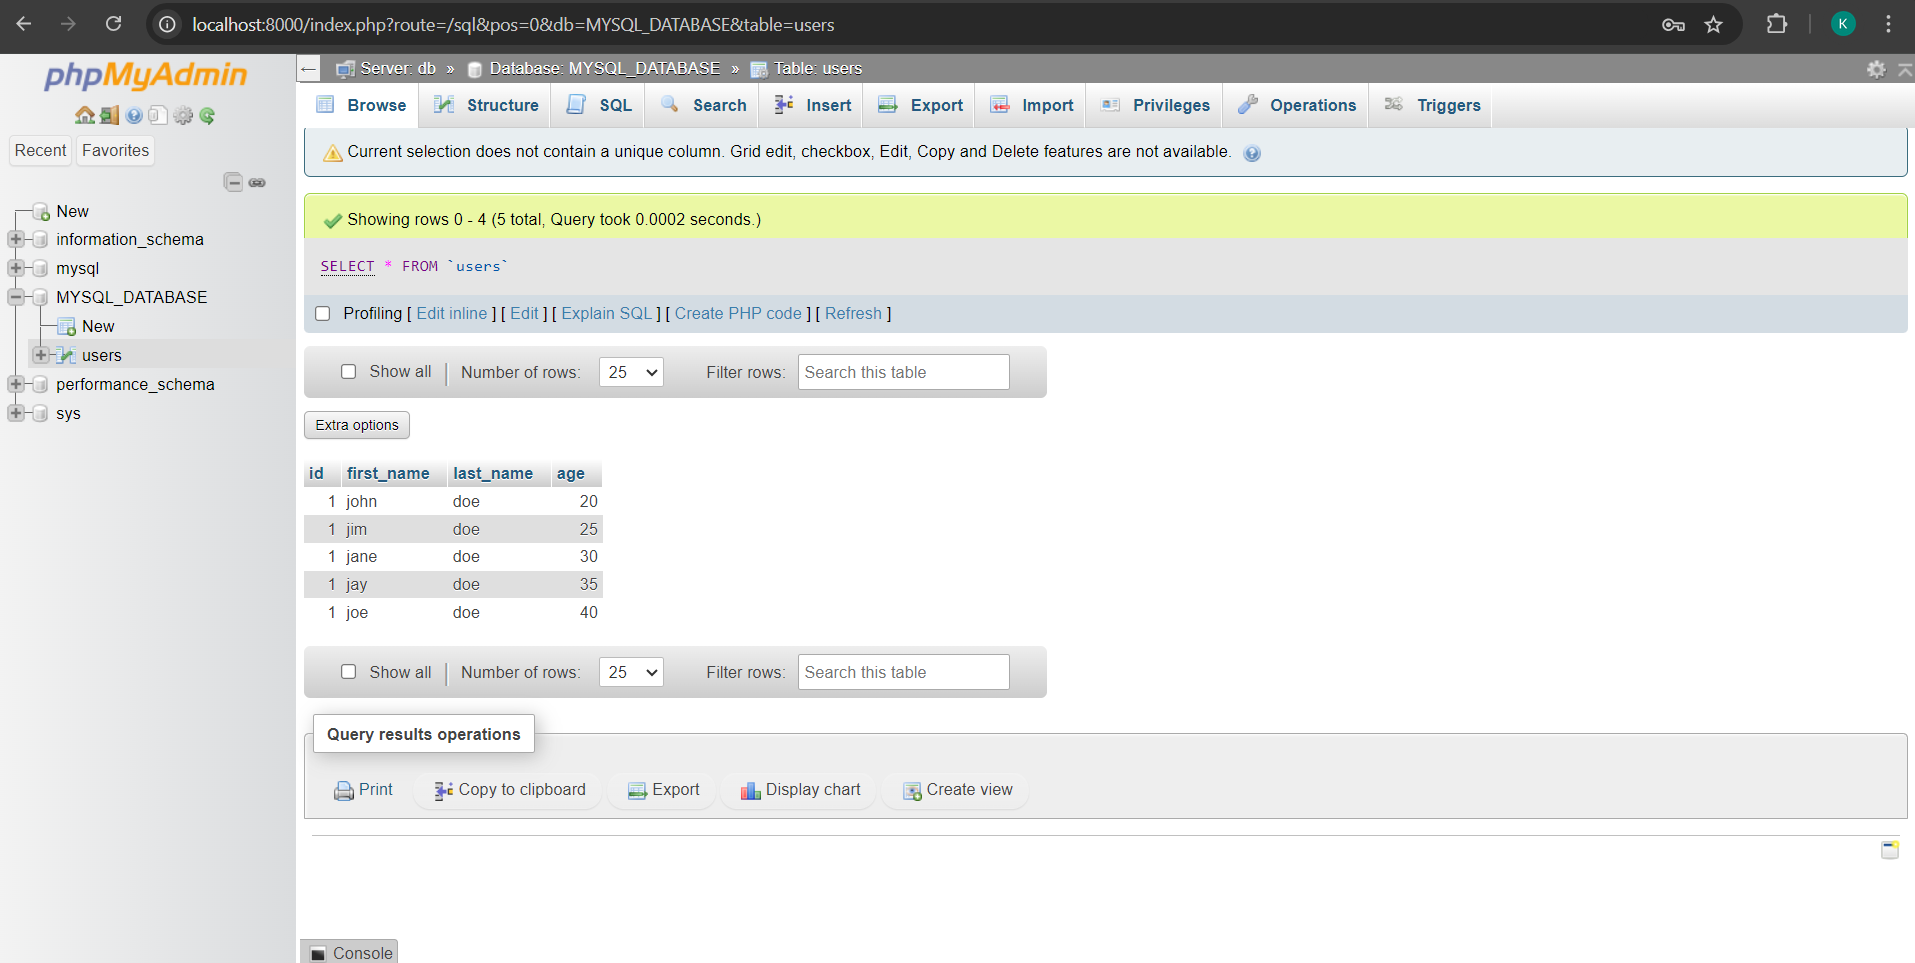 localhost:8000/index.php?route=/sql&pos=0&db=MYSQL_DATABASE&table=users
K
phpMyAdmin
Recent Favorites
New
information_schema
mysql
MYSQL_DATABASE
New
users
performance_schema
sys
Server: db » Database: MYSQL_DATABASE » Table: users
Browse Structure SQL Search Insert Export Import Privileges Operations Triggers
Current selection does not contain a unique column. Grid edit, checkbox, Edit, Copy and Delete features are not available.
Showing rows 0 - 4 (5 total, Query took 0.0002 seconds.)
SELECT * FROM `users`
Profiling [ Edit inline ] [ Edit ] [ Explain SQL ] [ Create PHP code ] [ Refresh ]
Show all Number of rows: 25 Filter rows: Search this table
Extra options
id first_name last_name age
1 john doe 20
1 jim doe 25
1 jane doe 30
1 jay doe 35
1 joe doe 40
Show all Number of rows: 25 Filter rows: Search this table
Query results operations
Print Copy to clipboard Export Display chart Create view
Console